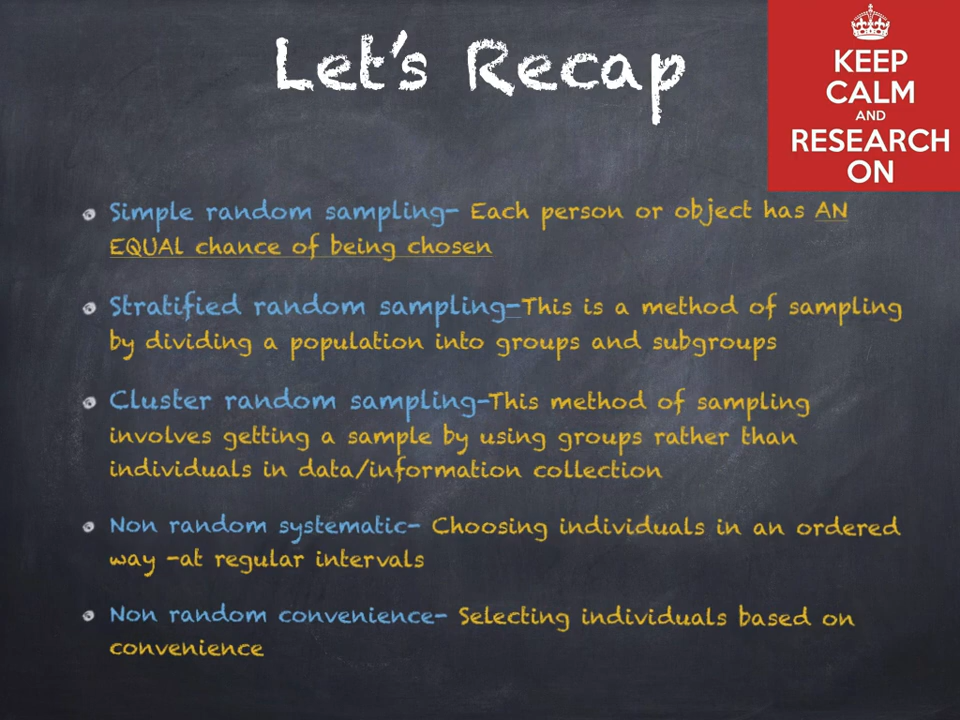 Let's Recap
KEEP
CALM
AND
RESEARCH
ON
Simple random sampling- Each person or object has AN
EQUAL chance of being chosen
Stratified random sampling-This is a method of sampling
by dividing a population into groups and subgroups
Cluster random sampling-This method of sampling
involves getting a sample by using groups rather than
individuals in data/information collection
Non random systematic- Choosing individuals in an ordered
way -at regular intervals
Non random convenience- Selecting individuals based on
convenience